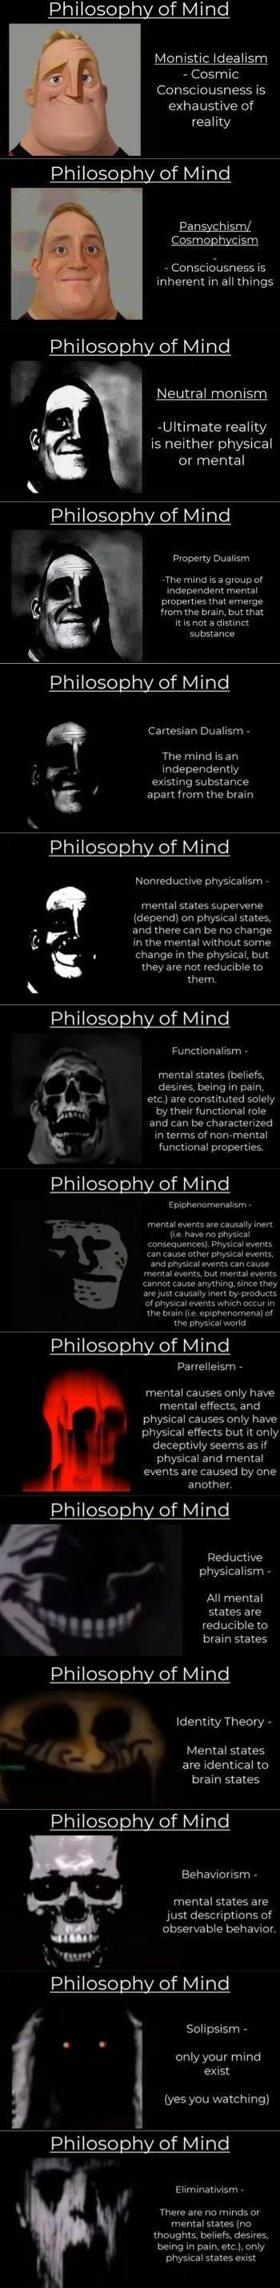 Philosophy of Mind
Monistic Idealism
- Cosmic
Consciousness is
exhaustive of
reality
Philosophy of Mind
Pansychism/
Cosmophycism
-
- Consciousness is
inherent in all things
Philosophy of Mind
Neutral monism
-Ultimate reality
is neither physical
or mental
Philosophy of Mind
Property Dualism
-The mind is a group of
independent mental
properties that emerge
from the brain, but that
it is not a distinct
substance
Philosophy of Mind
Cartesian Dualism -
The mind is an
independently
existing substance
apart from the brain
Philosophy of Mind
Nonreductive physicalism -
mental states supervene
(depend) on physical states,
and there can be no change
in the mental without some
change in the physical, but
they are not reducible to
them.
Philosophy of Mind
Functionalism -
mental states (beliefs,
desires, being in pain,
etc.) are constituted solely
by their functional role
and can be characterized
in terms of non-mental
functional properties.
Philosophy of Mind
Epiphenomenalism -
mental events are causally inert
(i.e. have no physical
consequences). Physical events
can cause other physical events,
and physical events can cause
mental events, but mental events
cannot cause anything, since they
are just causally inert by-products
of physical events which occur in
the brain (i.e. epiphenomena) of
the physical world
Philosophy of Mind
Parrelleism -
mental causes only have
mental effects, and
physical causes only have
physical effects but it only
deceptivly seems as if
physical and mental
events are caused by one
another.
Philosophy of Mind
Reductive
physicalism -
All mental
states are
reducible to
brain states
Philosophy of Mind
Identity Theory -
Mental states
are identical to
brain states
Philosophy of Mind
Behaviorism -
mental states are
just descriptions of
observable behavior.
Philosophy of Mind
Solipsism -
only your mind
exist
(yes you watching)
Philosophy of Mind
Eliminativism -
There are no minds or
mental states (no
thoughts, beliefs, desires,
being in pain, etc.), only
physical states exist